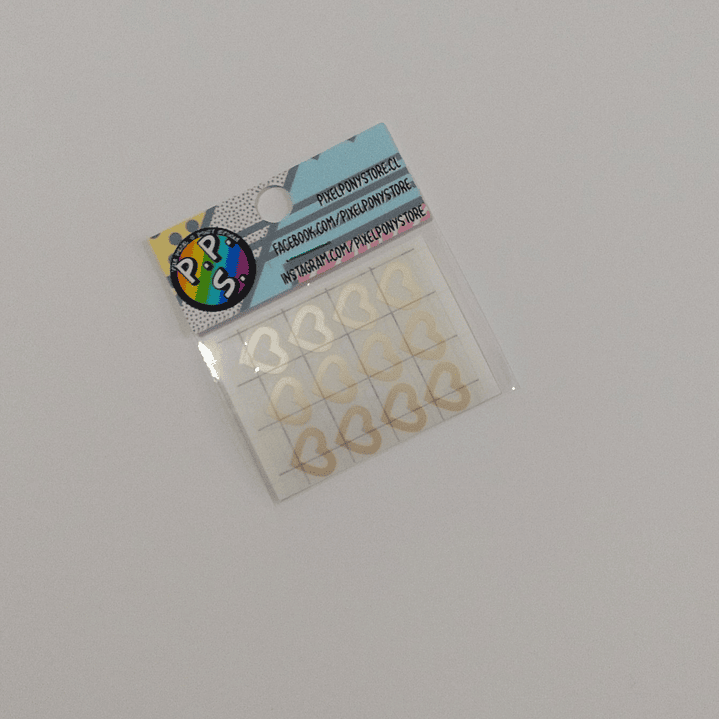 PIXELPONYSTORE.CL
FACEBOOK.COM/PIXELPONYSTORE
INSTAGRAM.COM/PIXELPONYSTORE
P.P.
S.